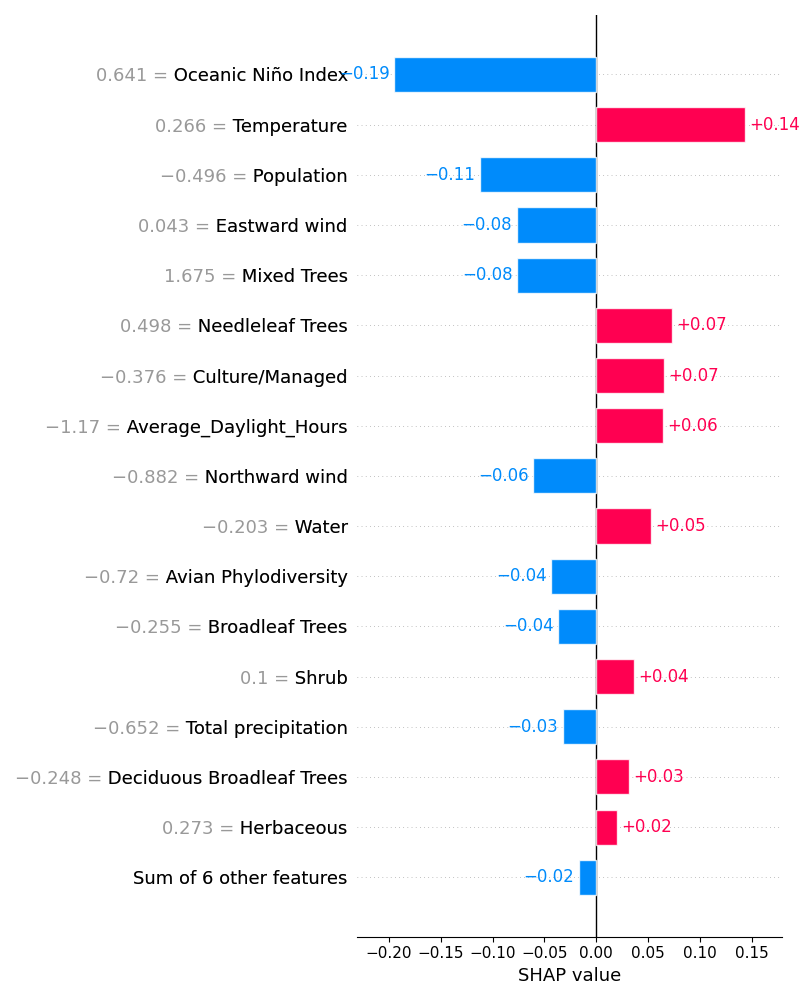 0.641 = Oceanic Niño Index −0.19
0.266 = Temperature +0.14
−0.496 = Population −0.11
0.043 = Eastward wind −0.08
1.675 = Mixed Trees −0.08
0.498 = Needleleaf Trees +0.07
−0.376 = Culture/Managed +0.07
−1.17 = Average_Daylight_Hours +0.06
−0.882 = Northward wind −0.06
−0.203 = Water +0.05
−0.72 = Avian Phylodiversity −0.04
−0.255 = Broadleaf Trees −0.04
0.1 = Shrub +0.04
−0.652 = Total precipitation −0.03
−0.248 = Deciduous Broadleaf Trees +0.03
0.273 = Herbaceous +0.02
Sum of 6 other features −0.02
−0.20 −0.15 −0.10 −0.05 0.00 0.05 0.10 0.15
SHAP value